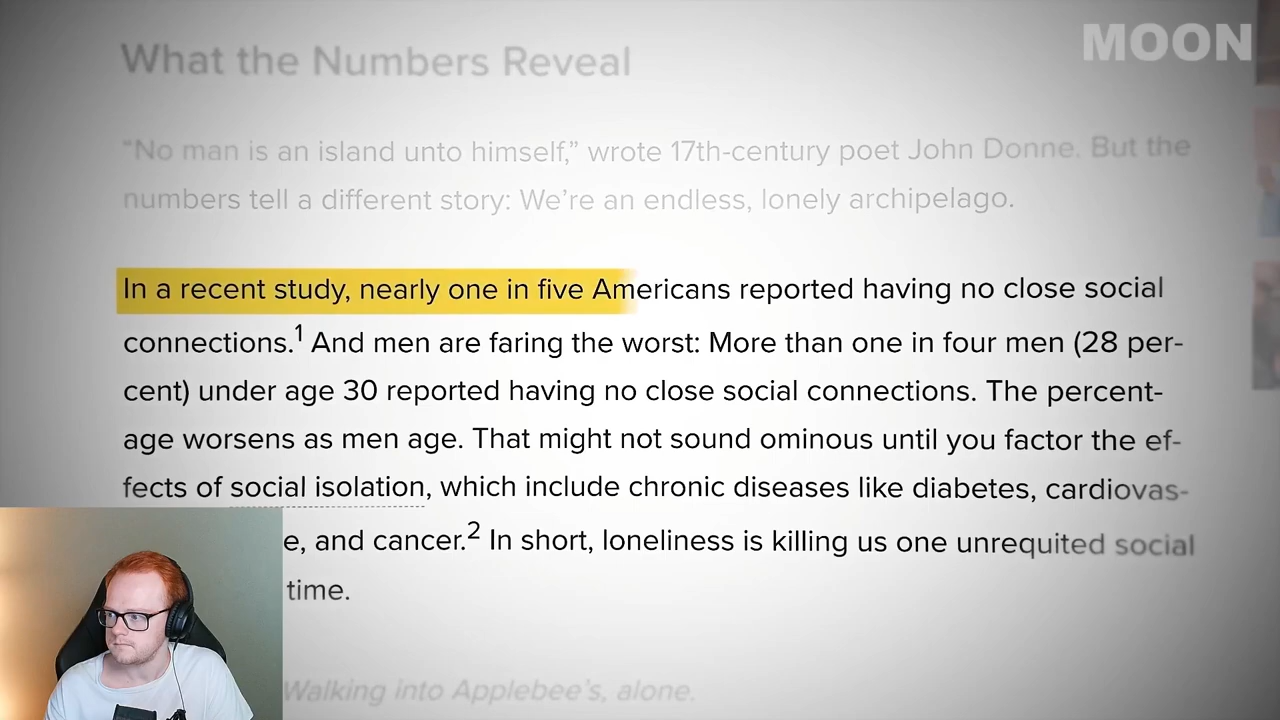 MOON
What the Numbers Reveal
“No man is an island unto himself,” wrote 17th-century poet John Donne. But the
numbers tell a different story: We’re an endless, lonely archipelago.
In a recent study, nearly one in five Americans reported having no close social
connections.1 And men are faring the worst: More than one in four men (28 per-
cent) under age 30 reported having no close social connections. The percent-
age worsens as men age. That might not sound ominous until you factor the ef-
fects of social isolation, which include chronic diseases like diabetes, cardiovas-
e, and cancer.2 In short, loneliness is killing us one unrequited social
time.
Walking into Applebee’s, alone.